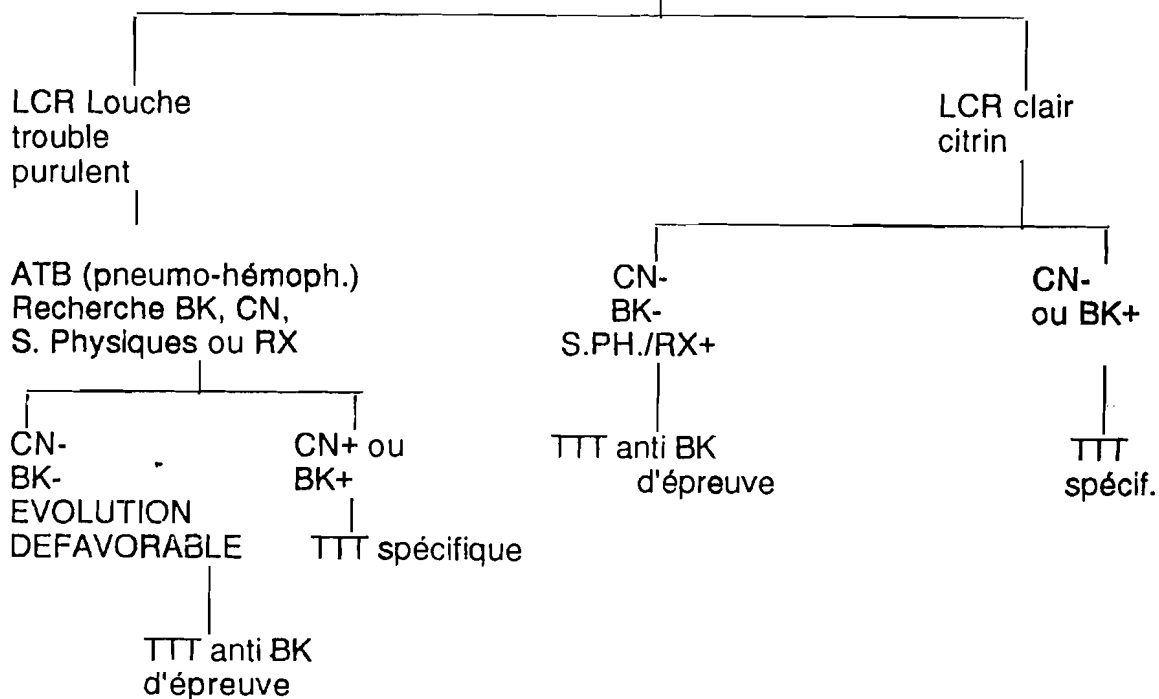 LCR Louche
trouble
purulent
LCR clair
citrin
ATB (pneumo-hémoph.)
Recherche BK, CN,
S. Physiques ou RX
CN-
BK-
S.PH./RX+
CN-
ou BK+
CN-
BK-
EVOLUTION
DEFAVORABLE
CN+ ou
BK+
TTT spécifique
TTT anti BK
d'épreuve
TTT
spécif.
TTT anti BK
d'épreuve